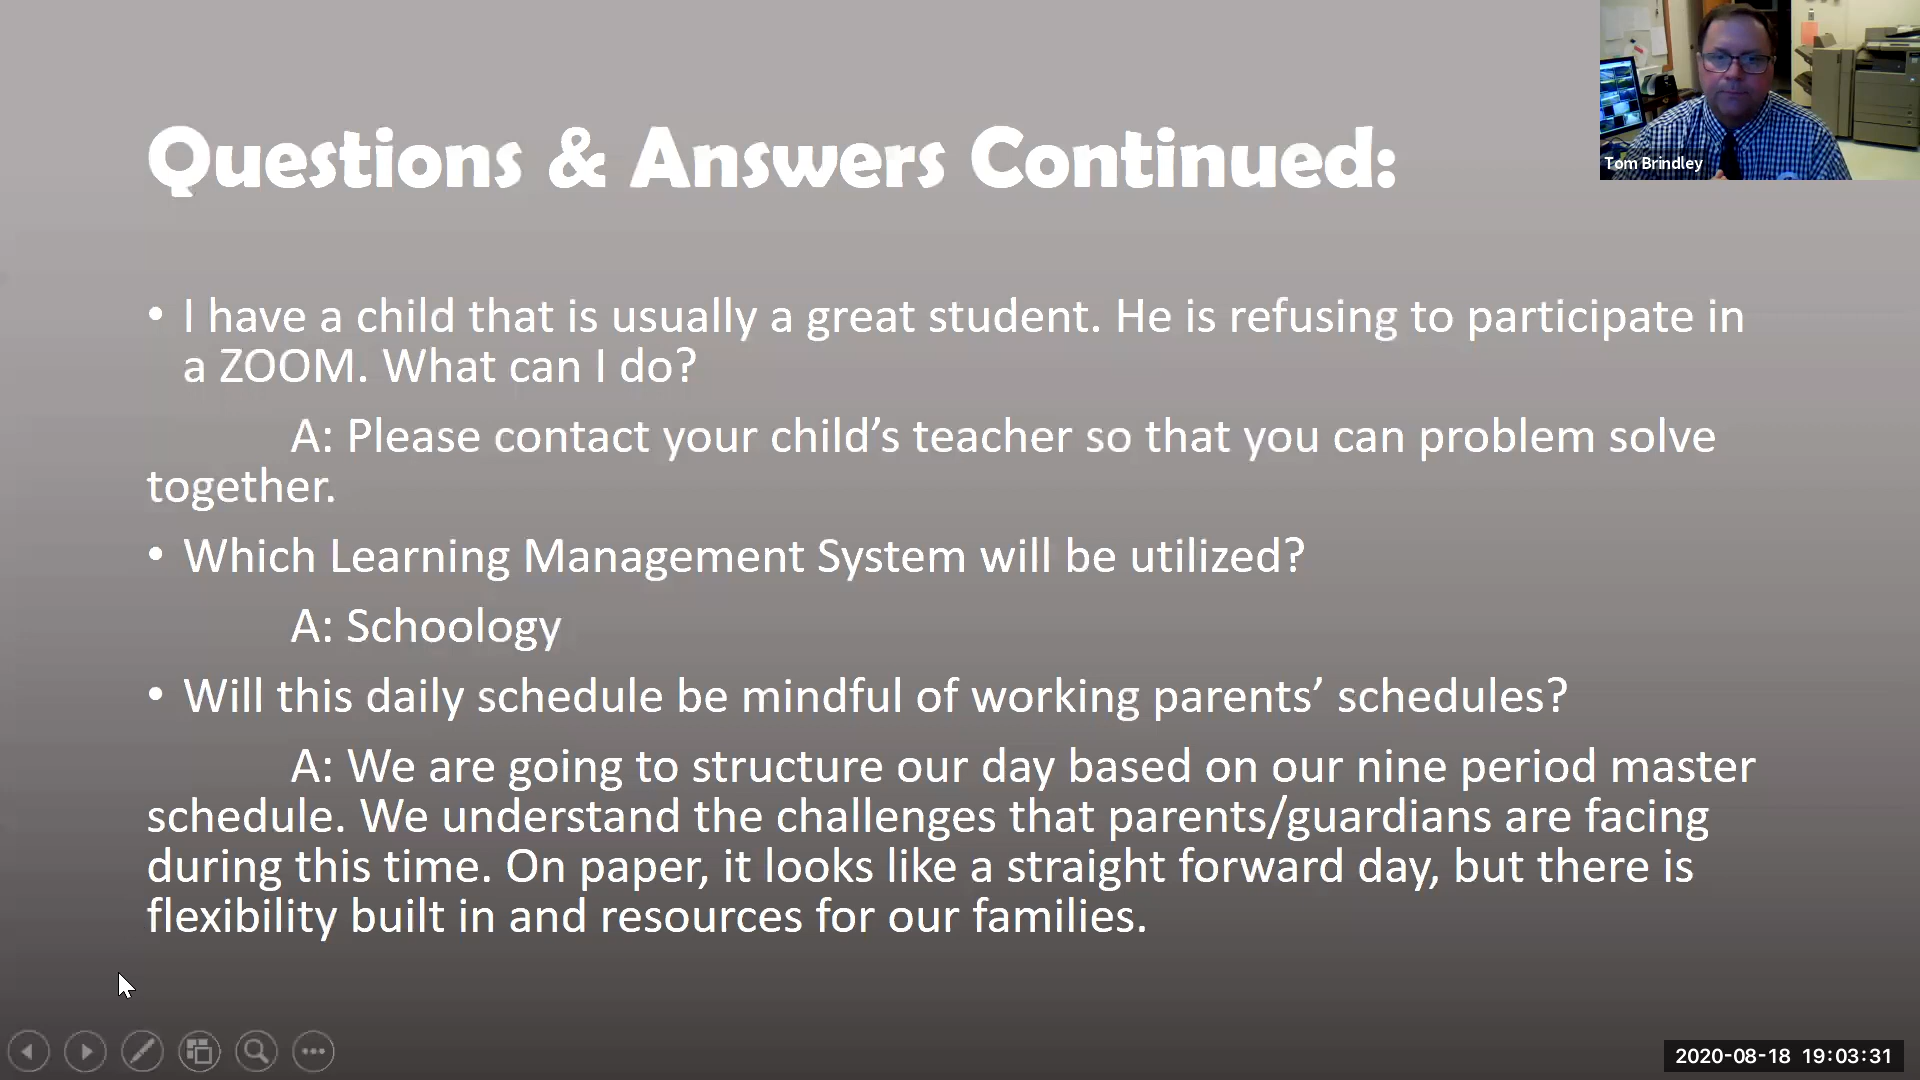 Questions & Answers Continued:
Tom Brindley
• I have a child that is usually a great student. He is refusing to participate in
a ZOOM. What can I do?
A: Please contact your child’s teacher so that you can problem solve
together.
• Which Learning Management System will be utilized?
A: Schoology
• Will this daily schedule be mindful of working parents’ schedules?
A: We are going to structure our day based on our nine period master
schedule. We understand the challenges that parents/guardians are facing
during this time. On paper, it looks like a straight forward day, but there is
flexibility built in and resources for our families.
2020-08-18 19:03:31